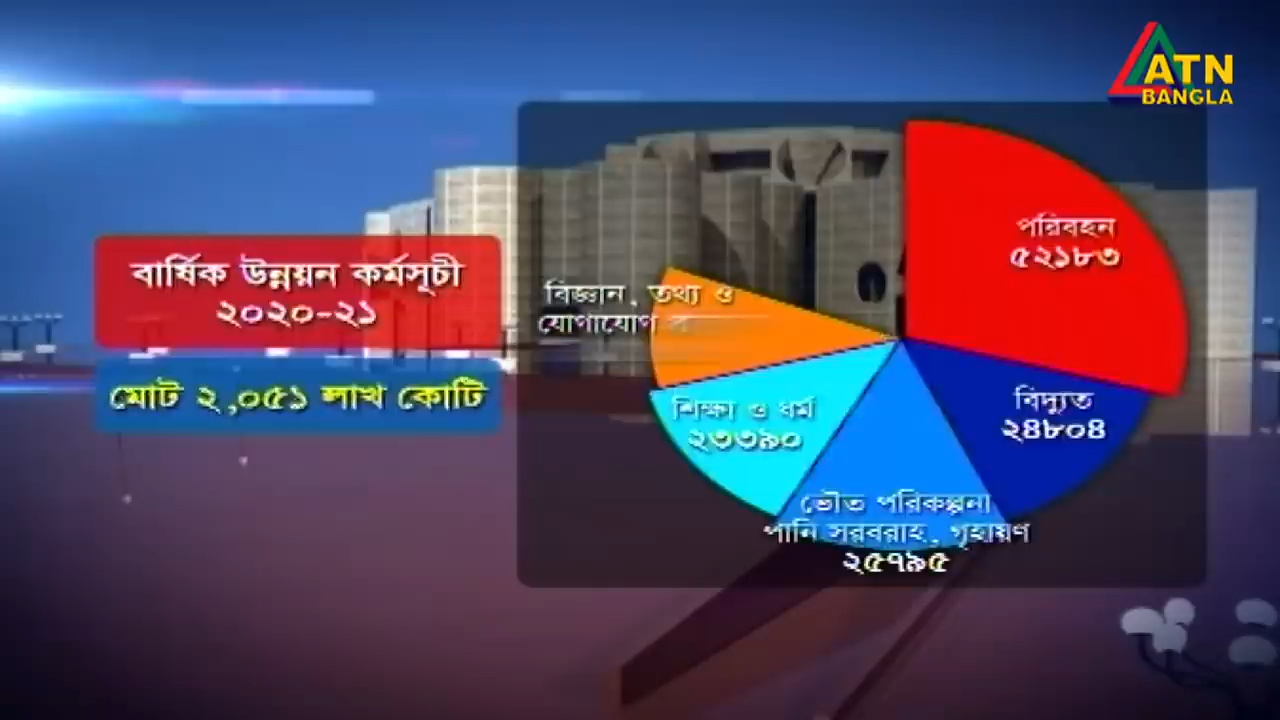 ATN
BANGLA
বার্ষিক উন্নয়ন কর্মসূচী
২০২০-২১
মোট ২,০৫১ লাখ কোটি
পরিবহন
৫২১৮৩
বিদ্যুত
২৪৮০৪
ভৌত পরিকল্পনা
পানি সরবরাহ, গৃহায়ণ
২৫৭৯৫
শিক্ষা ও ধর্ম
২৩৩৯০
বিজ্ঞান, তথ্য ও
যোগাযোগ